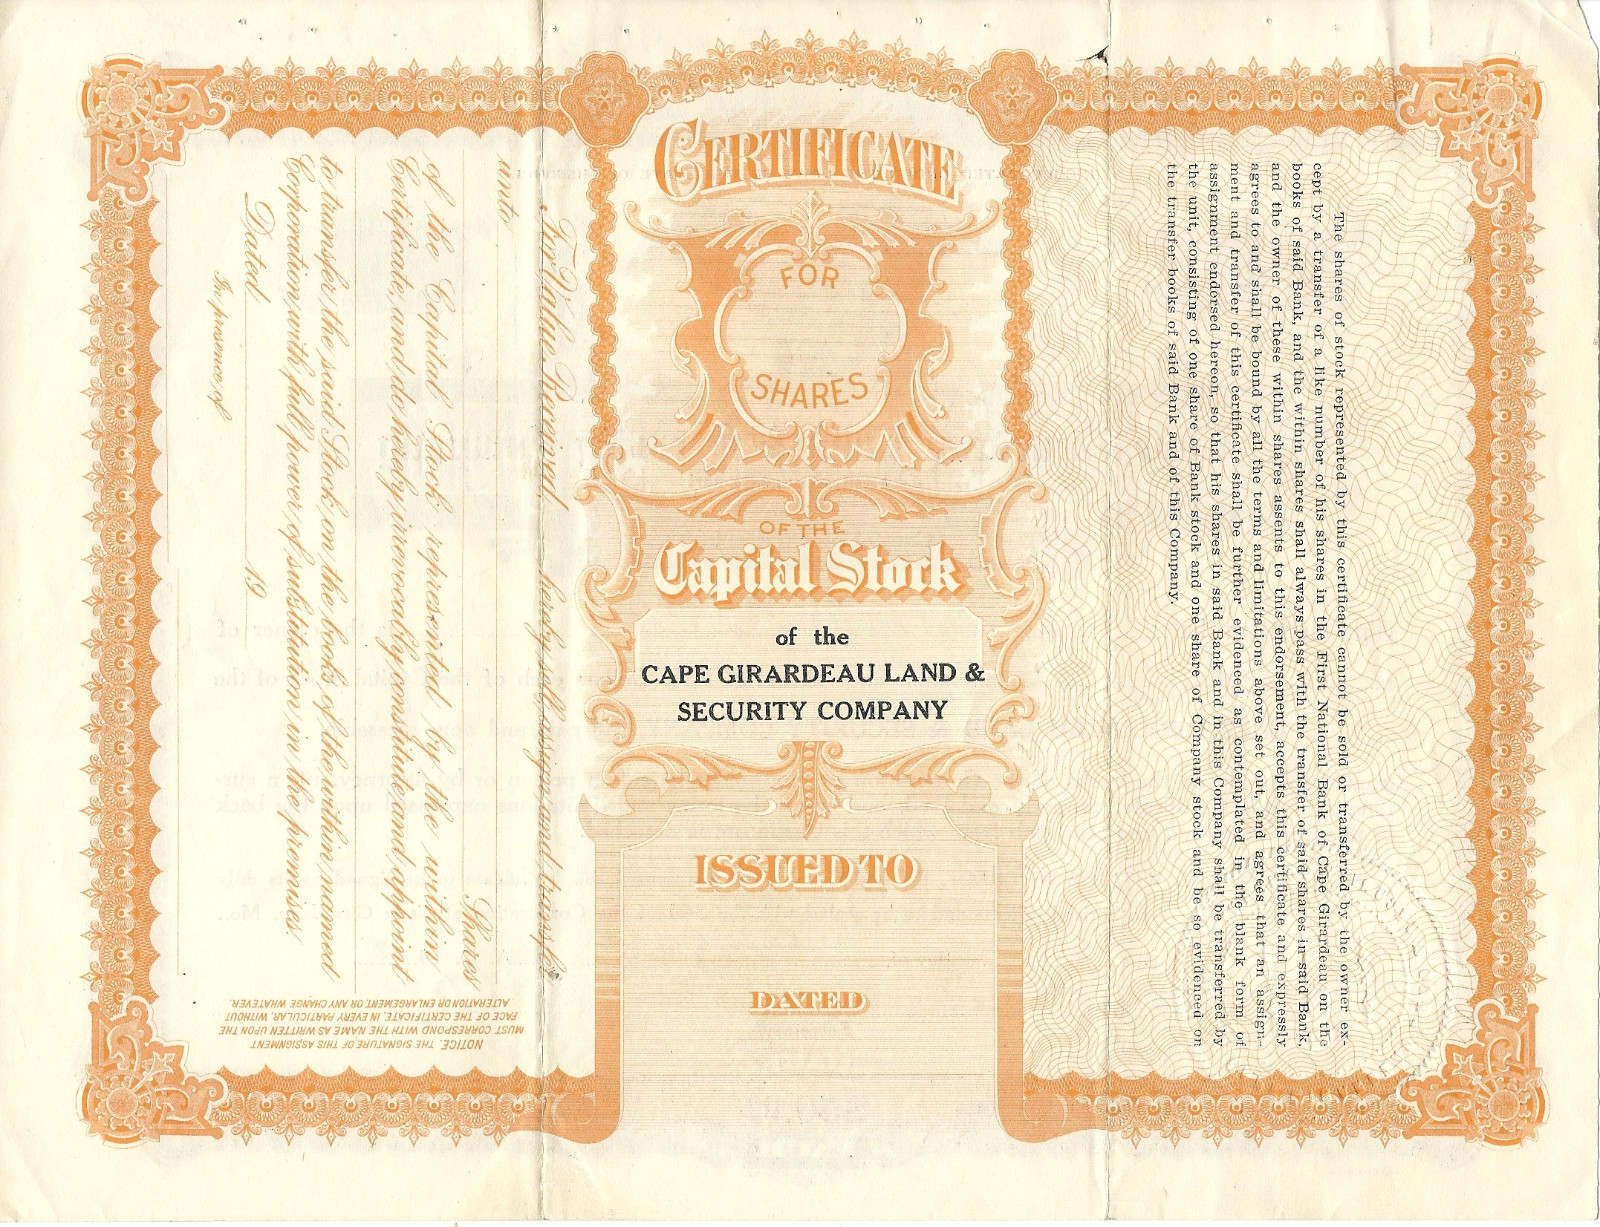 CERTIFICATE
FOR
SHARES
OF THE
Capital Stock
of the
CAPE GIRARDEAU LAND &
SECURITY COMPANY
ISSUED TO
DATED
The shares of stock represented by this certificate cannot be sold or transferred by the owner ex-
cept by a transfer of a like number of his shares in the First National Bank of Cape Girardeau on the
books of said Bank, and the within shares shall always pass with the transfer of said shares in said Bank,
and the owner of these within shares assents to this endorsement, accepts this certificate and expressly
agrees to and shall be bound by all the terms and limitations above set out, and agrees that an assign-
ment and transfer of this certificate shall be further evidenced as contemplated in the blank form of
assignment endorsed hereon, so that his shares in said Bank and in this Company shall be transferred by
the unit, consisting of one share of Bank stock and one share of Company stock and be so evidenced on
the transfer books of said Bank and of this Company.
For Value Received hereby sell, assign and transfer
unto
Shares
of the Capital Stock represented by the within
Certificate, and do hereby irrevocably constitute and appoint
to transfer the said Stock on the books of the within named
Corporation with full power of substitution in the premises.
Dated 19
In presence of
NOTICE. THE SIGNATURE OF THIS ASSIGNMENT
MUST CORRESPOND WITH THE NAME AS WRITTEN UPON THE
FACE OF THE CERTIFICATE, IN EVERY PARTICULAR, WITHOUT
ALTERATION OR ENLARGEMENT OR ANY CHANGE WHATEVER.